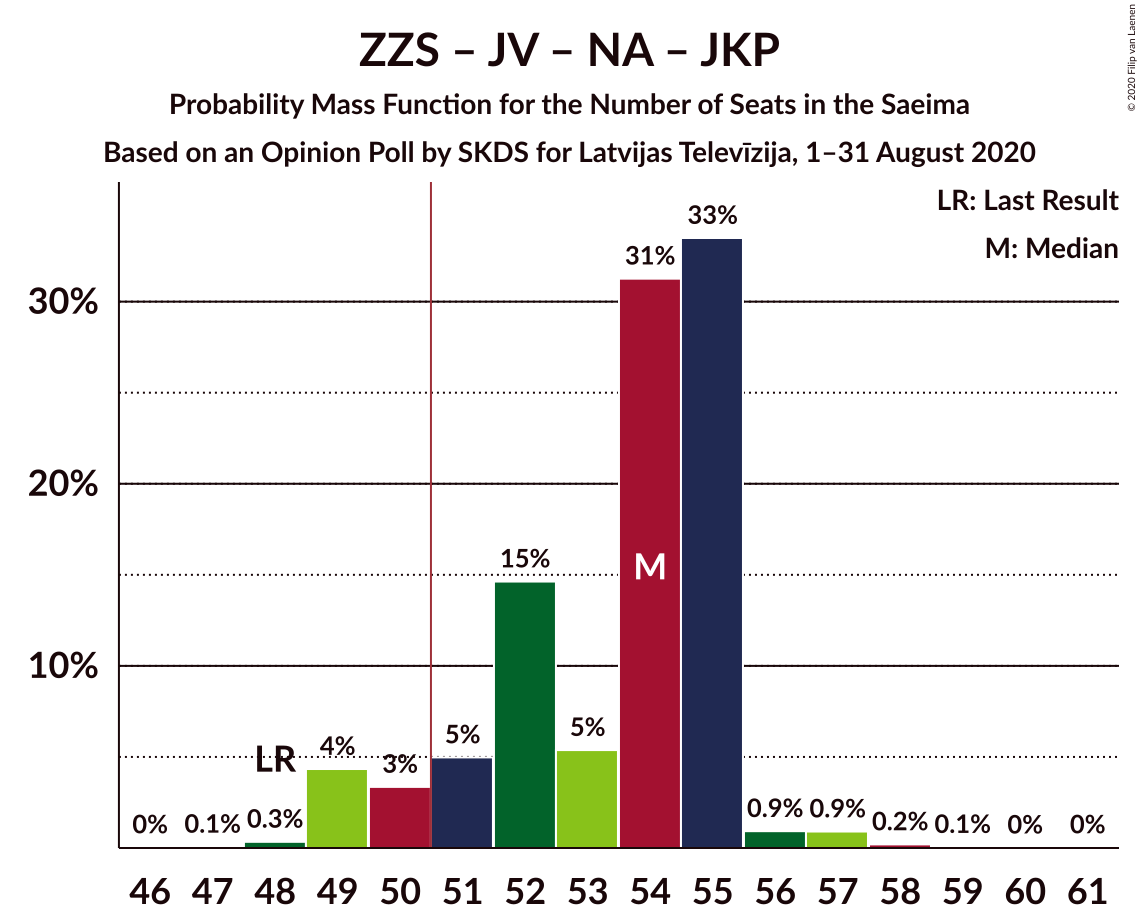 ZZS – JV – NA – JKP
Probability Mass Function for the Number of Seats in the Saeima
Based on an Opinion Poll by SKDS for Latvijas Televīzija, 1–31 August 2020
© 2020 Filip van Laenen
LR: Last Result
M: Median
30%
20%
10%
0%
0.1%
0.3%
LR
4%
3%
5%
15%
5%
31%
M
33%
0.9%
0.9%
0.2%
0.1%
0%
0%
46 47 48 49 50 51 52 53 54 55 56 57 58 59 60 61